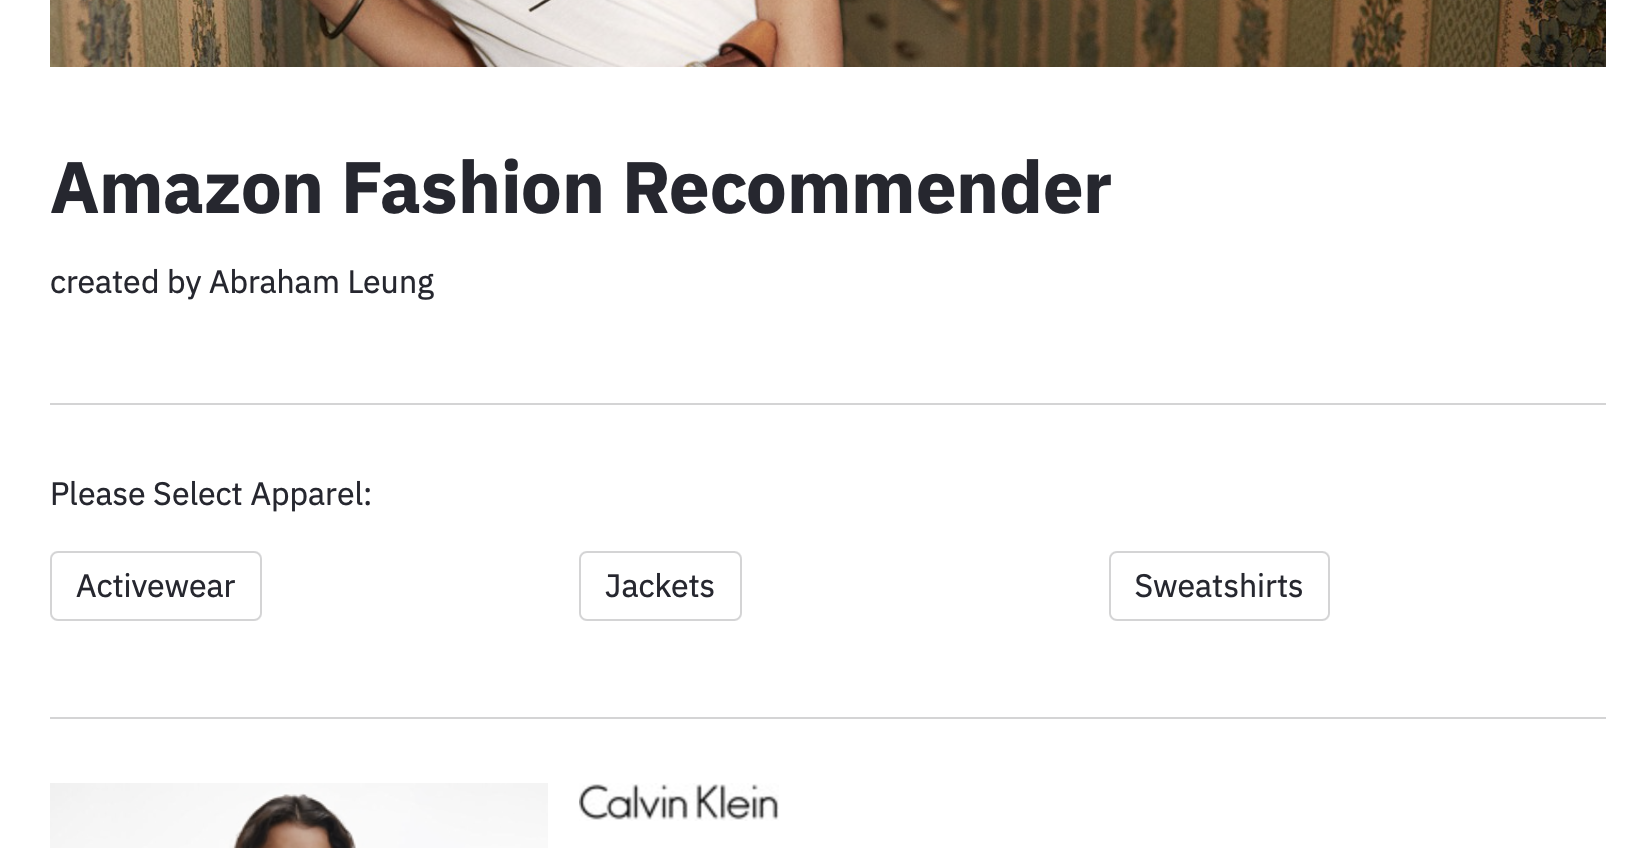 Amazon Fashion Recommender
created by Abraham Leung
Please Select Apparel:
Activewear
Jackets
Sweatshirts
Calvin Klein